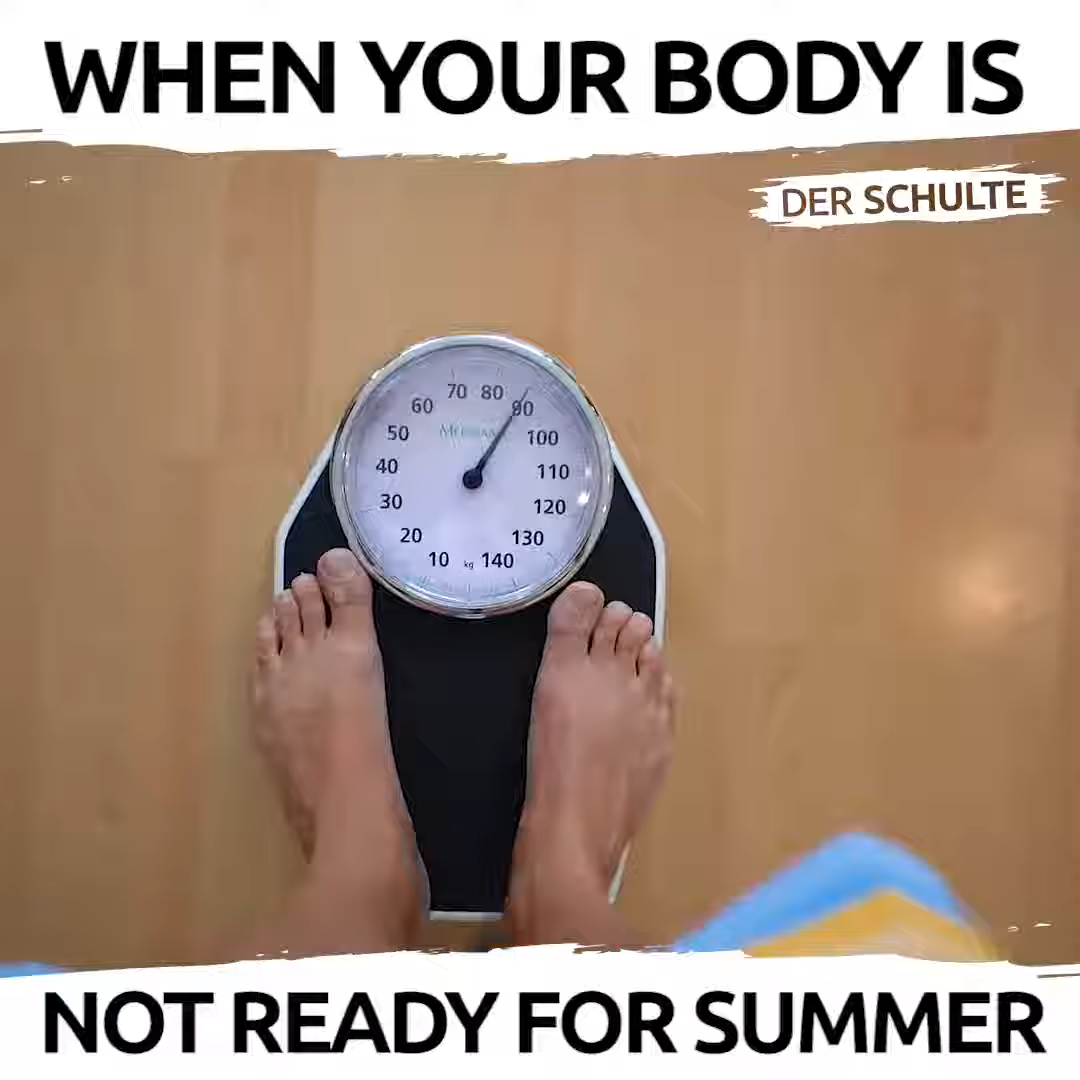 WHEN YOUR BODY IS
DER SCHULTE
70 80
60 90
50 100
40 110
30 120
20 130
10 kg 140
NOT READY FOR SUMMER